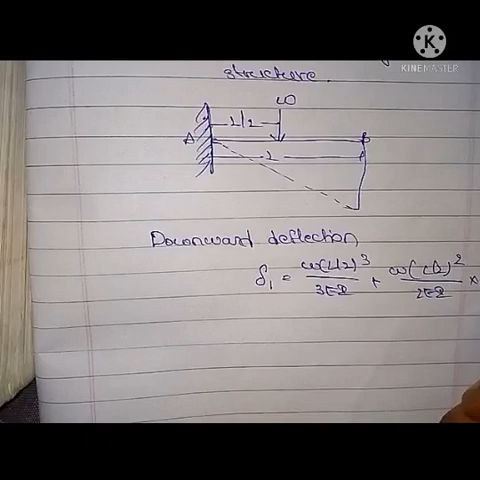 K
KINEMASTER
structure.
ω
L/2
A
B
L
Downward deflection
δ₁ = ω(L/2)³/3EI + ω(L/2)²/2EI ×